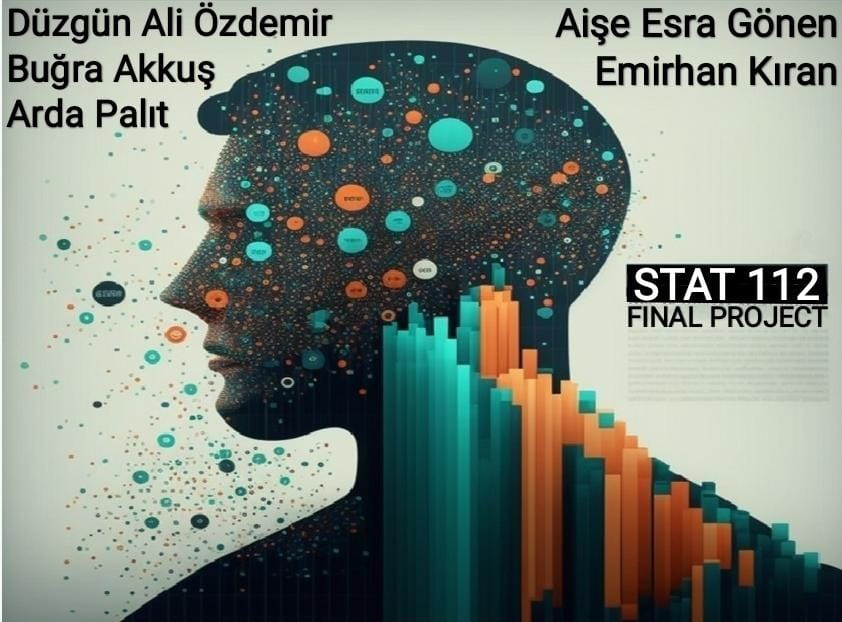 Düzgün Ali Özdemir
Buğra Akkuş
Arda Palıt
Aişe Esra Gönen
Emirhan Kıran
STAT 112
FINAL PROJECT